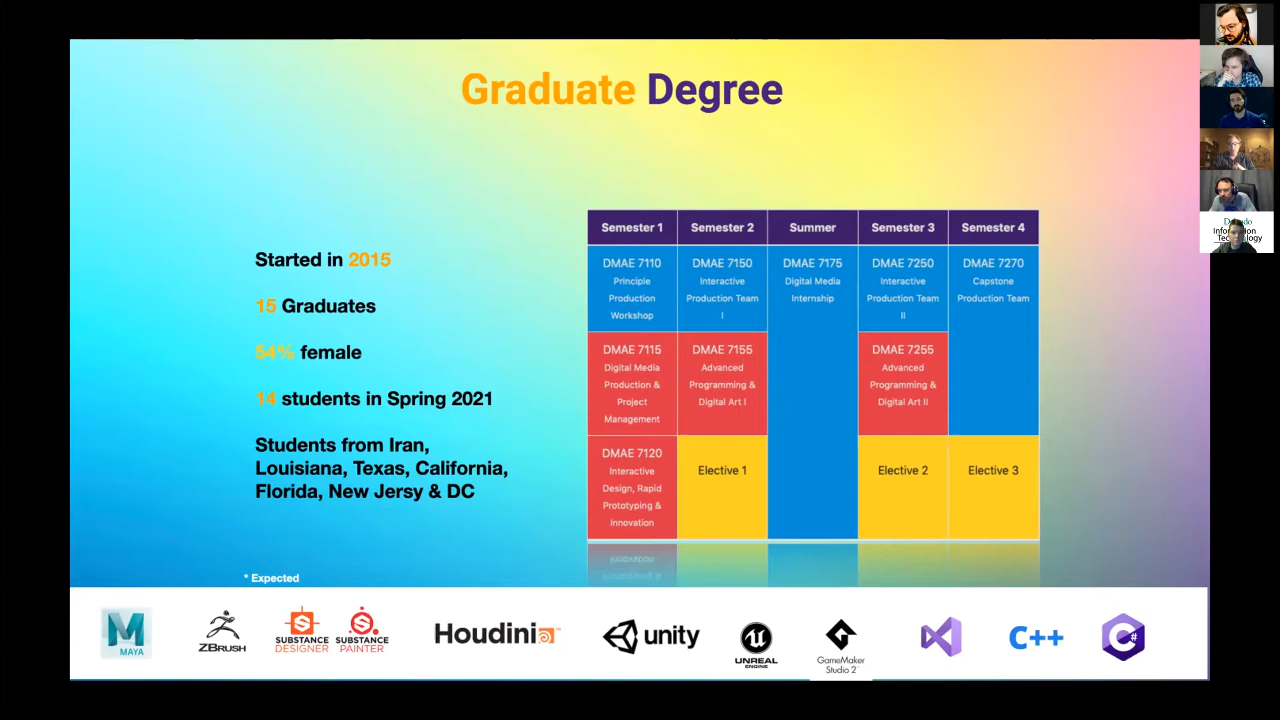 Graduate Degree
Started in 2015
15 Graduates
54% female
14 students in Spring 2021
Students from Iran,
Louisiana, Texas, California,
Florida, New Jersy & DC
* Expected
Semester 1
Semester 2
Summer
Semester 3
Semester 4
DMAE 7110
Principle
Production
Workshop
DMAE 7150
Interactive
Production Team
I
DMAE 7175
Digital Media
Internship
DMAE 7250
Interactive
Production Team
II
DMAE 7270
Capstone
Production Team
DMAE 7115
Digital Media
Production &
Project
Management
DMAE 7155
Advanced
Programming &
Digital Art I
DMAE 7255
Advanced
Programming &
Digital Art II
DMAE 7120
Interactive
Design, Rapid
Prototyping &
Innovation
Elective 1
Elective 2
Elective 3
M
MAYA
ZBRUSH
SUBSTANCE
DESIGNER
SUBSTANCE
PAINTER
Houdini
unity
UNREAL
ENGINE
GameMaker
Studio 2
C++
C#
Information
Technology